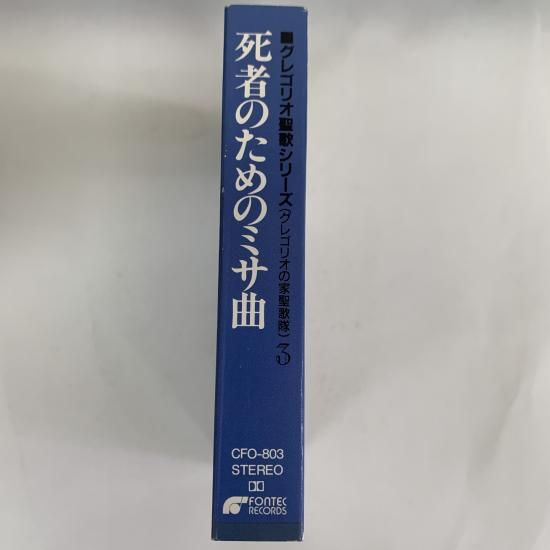 ■グレゴリオ聖歌シリーズ(グレゴリオの家聖歌隊)3
死者のためのミサ曲
CFO-803
STEREO
FONTEC
RECORDS